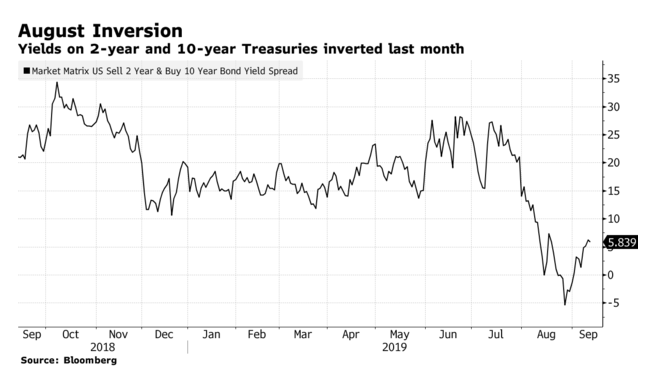 August Inversion
Yields on 2-year and 10-year Treasuries inverted last month
Market Matrix US Sell 2 Year & Buy 10 Year Bond Yield Spread
35
30
25
20
15
10
5.839
5
0
-5
Sep Oct Nov Dec Jan Feb Mar Apr May Jun Jul Aug Sep
2018 2019
Source: Bloomberg